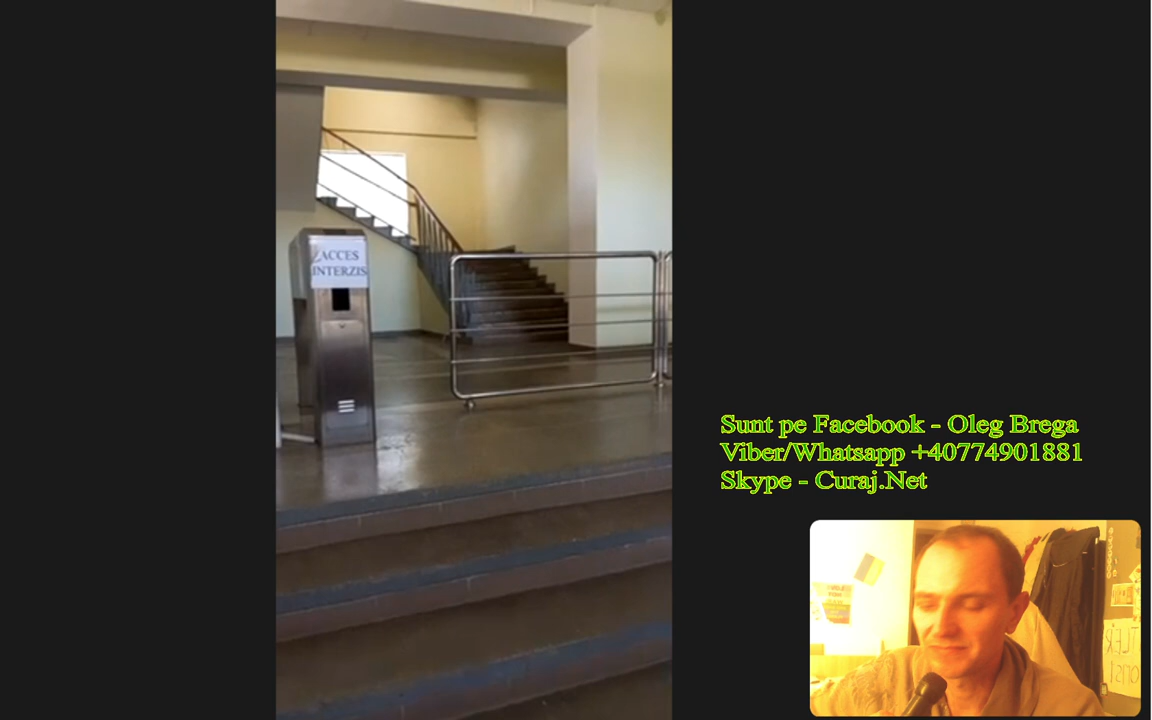 ACCES
INTERZIS
Sunt pe Facebook - Oleg Brega
Viber/Whatsapp +40774901881
Skype - Curaj.Net